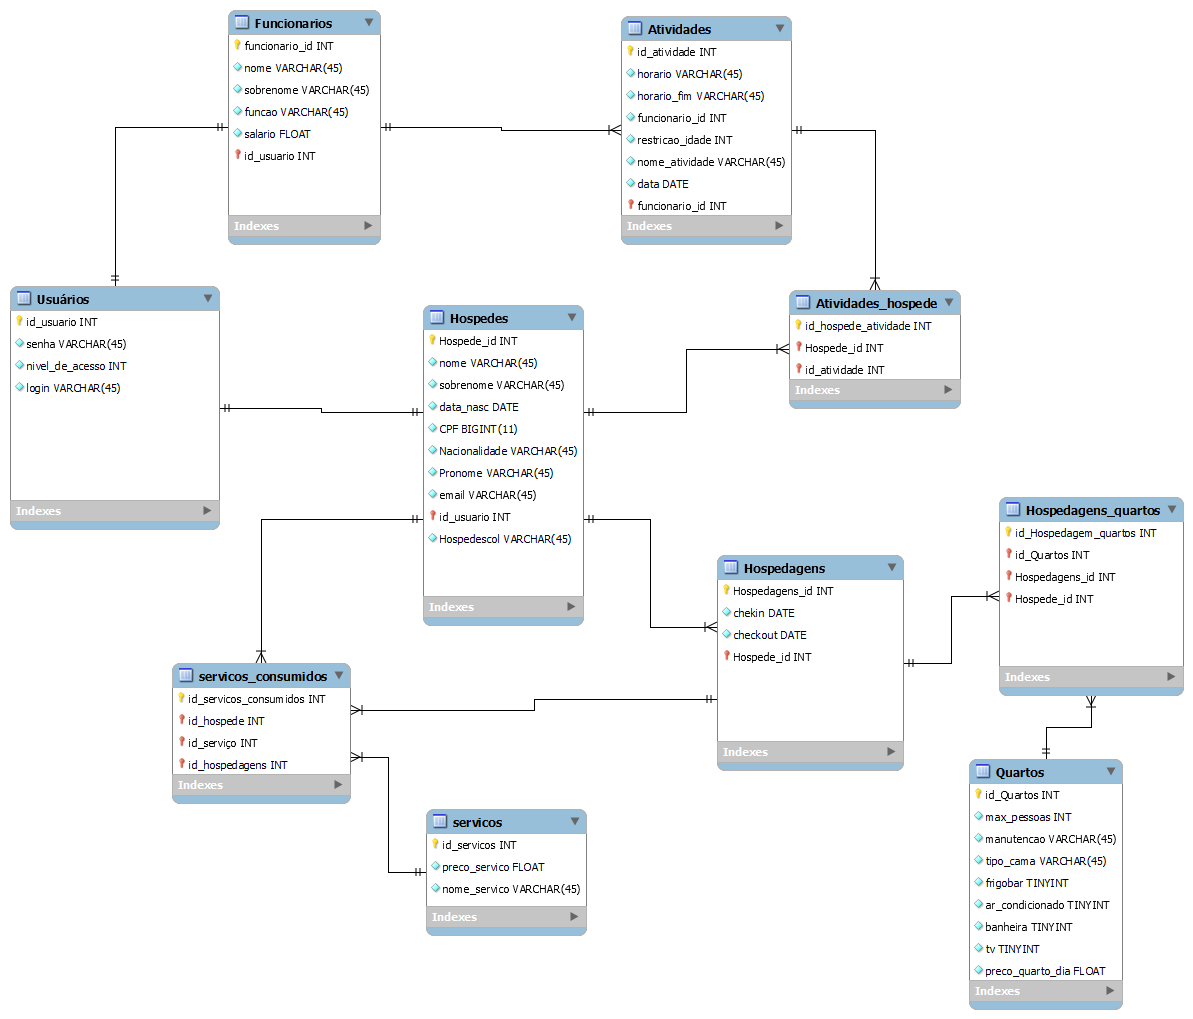 Funcionarios
funcionario_id INT
nome VARCHAR(45)
sobrenome VARCHAR(45)
funcao VARCHAR(45)
salario FLOAT
id_usuario INT
Indexes
Atividades
id_atividade INT
horario VARCHAR(45)
horario_fim VARCHAR(45)
funcionario_id INT
restricao_idade INT
nome_atividade VARCHAR(45)
data DATE
funcionario_id INT
Indexes
Usuários
id_usuario INT
senha VARCHAR(45)
nivel_de_acesso INT
login VARCHAR(45)
Indexes
Hospedes
Hospede_id INT
nome VARCHAR(45)
sobrenome VARCHAR(45)
data_nasc DATE
CPF BIGINT(11)
Nacionalidade VARCHAR(45)
Pronome VARCHAR(45)
email VARCHAR(45)
id_usuario INT
Hospedescol VARCHAR(45)
Indexes
Atividades_hospede
id_hospede_atividade INT
Hospede_id INT
id_atividade INT
Indexes
Hospedagens_quartos
id_Hospedagem_quartos INT
id_Quartos INT
Hospedagens_id INT
Hospede_id INT
Indexes
Hospedagens
Hospedagens_id INT
chekin DATE
checkout DATE
Hospede_id INT
Indexes
servicos_consumidos
id_servicos_consumidos INT
id_hospede INT
id_serviço INT
id_hospedagens INT
Indexes
servicos
id_servicos INT
preco_servico FLOAT
nome_servico VARCHAR(45)
Indexes
Quartos
id_Quartos INT
max_pessoas INT
manutencao VARCHAR(45)
tipo_cama VARCHAR(45)
frigobar TINYINT
ar_condicionado TINYINT
banheira TINYINT
tv TINYINT
preco_quarto_dia FLOAT
Indexes